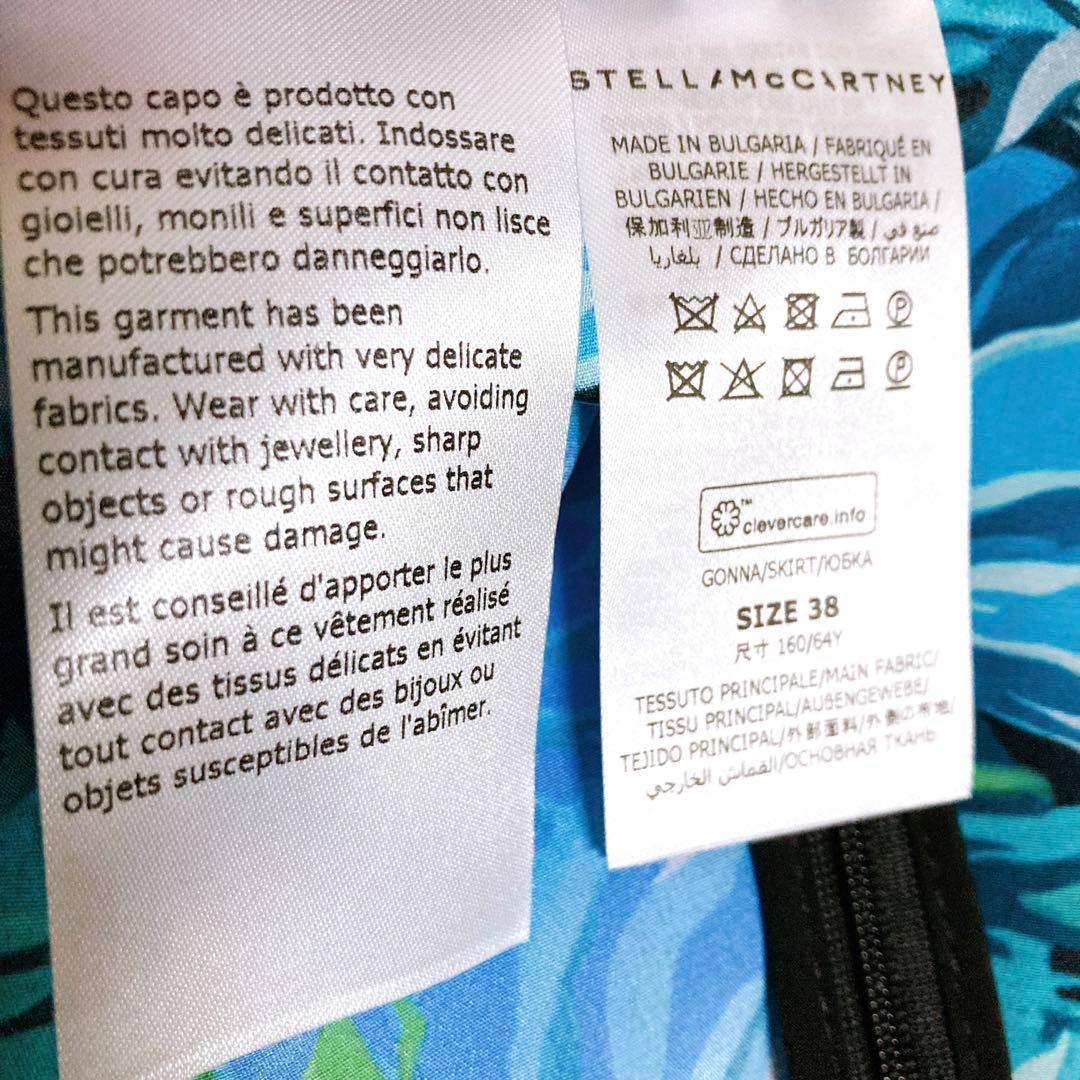 Questo capo è prodotto con
tessuti molto delicati. Indossare
con cura evitando il contatto con
gioielli, monili e superfici non lisce
che potrebbero danneggiarlo.
This garment has been
manufactured with very delicate
fabrics. Wear with care, avoiding
contact with jewellery, sharp
objects or rough surfaces that
might cause damage.
Il est conseillé d'apporter le plus
grand soin à ce vêtement réalisé
avec des tissus délicats en évitant
tout contact avec des bijoux ou
objets susceptibles de l'abîmer.
STELLA McCARTNEY
MADE IN BULGARIA / FABRIQUÉ EN
BULGARIE / HERGESTELLT IN
BULGARIEN / HECHO EN BULGARIA /
保加利亚制造 / ブルガリア製 / صنع في
بلغاريا / СДЕЛАНО В БОЛГАРИИ
P
P
™
clevercare.info
GONNA/SKIRT/ЮБКА
SIZE 38
尺寸 160/64Y
TESSUTO PRINCIPALE/MAIN FABRIC/
TISSU PRINCIPAL/AUßENGEWEBE/
TEJIDO PRINCIPAL/外部面料/外側の布地/
القماش الخارجي/ОСНОВНАЯ ТКАНЬ